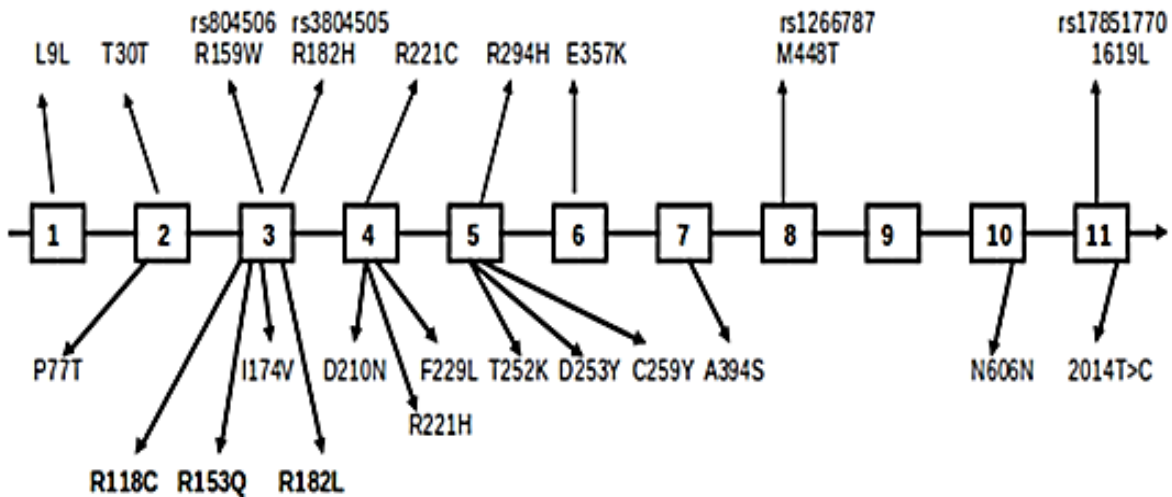 rs804506 rs3804505 rs1266787 rs17851770
L9L T30T R159W R182H R221C R294H E357K M448T 1619L
1 2 3 4 5 6 7 8 9 10 11
P77T I174V D210N F229L T252K D253Y C259Y A394S N606N 2014T>C
R221H
R118C R153Q R182L